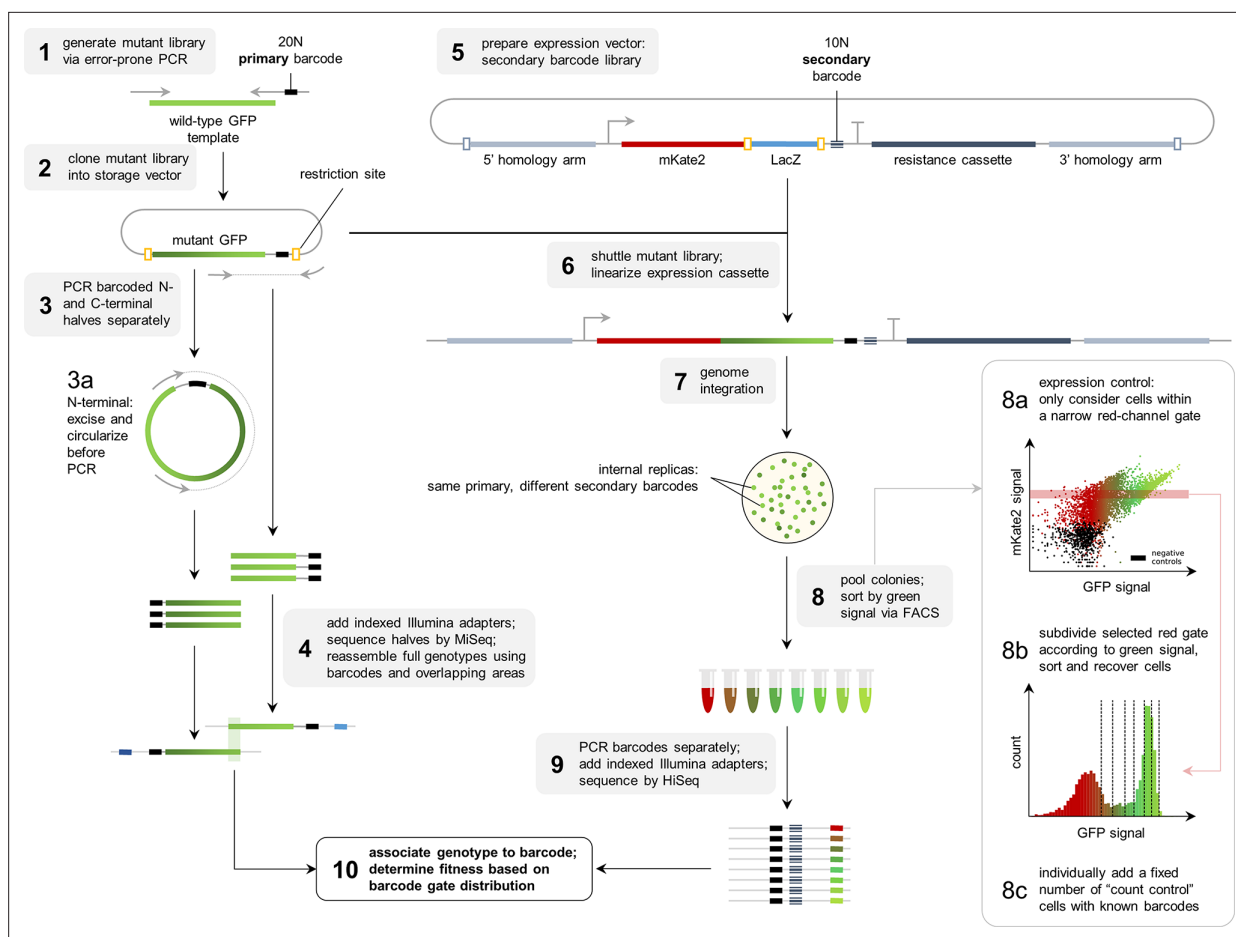 1
generate mutant library
via error-prone PCR
20N
primary barcode
wild-type GFP
template
2
clone mutant library
into storage vector
restriction site
mutant GFP
3
PCR barcoded N-
and C-terminal
halves separately
3a
N-terminal:
excise and
circularize
before
PCR
4
add indexed Illumina adapters;
sequence halves by MiSeq;
reassemble full genotypes using
barcodes and overlapping areas
5
prepare expression vector:
secondary barcode library
10N
secondary
barcode
5' homology arm
mKate2
LacZ
resistance cassette
3' homology arm
6
shuttle mutant library;
linearize expression cassette
7
genome
integration
internal replicas:
same primary, different secondary barcodes
8
pool colonies;
sort by green
signal via FACS
8a
expression control:
only consider cells within
a narrow red-channel gate
mKate2 signal
negative
controls
GFP signal
8b
subdivide selected red gate
according to green signal,
sort and recover cells
count
GFP signal
8c
individually add a fixed
number of “count control”
cells with known barcodes
9
PCR barcodes separately;
add indexed Illumina adapters;
sequence by HiSeq
10
associate genotype to barcode;
determine fitness based on
barcode gate distribution